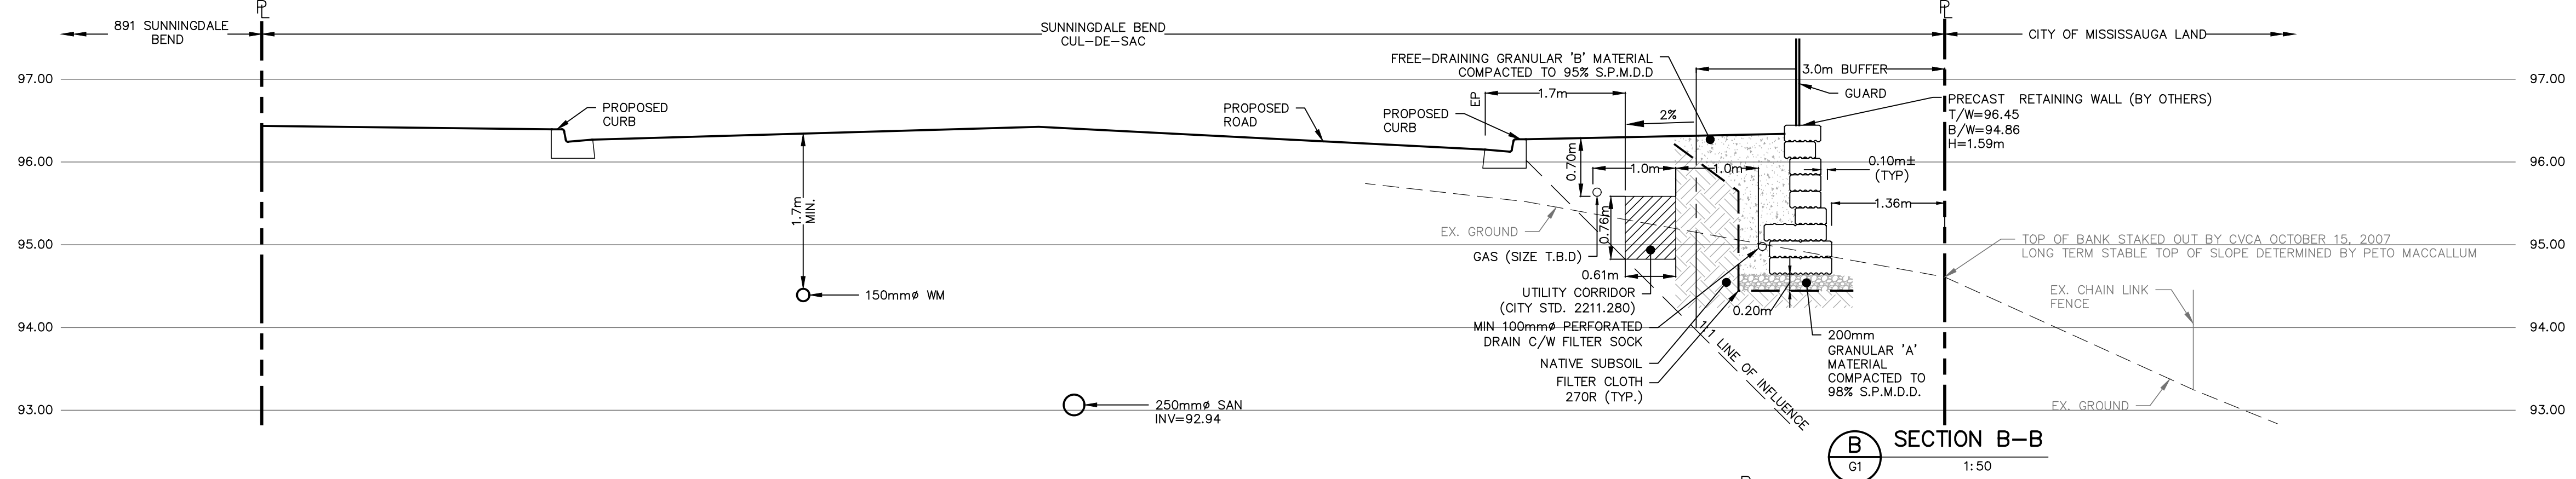 891 SUNNINGDALE
BEND
PL
SUNNINGDALE BEND
CUL-DE-SAC
PL
CITY OF MISSISSAUGA LAND
FREE-DRAINING GRANULAR 'B' MATERIAL
COMPACTED TO 95% S.P.M.D.D
3.0m BUFFER
97.00
97.00
GUARD
EP
1.7m
PRECAST RETAINING WALL (BY OTHERS)
T/W=96.45
B/W=94.86
H=1.59m
PROPOSED
CURB
PROPOSED
ROAD
PROPOSED
CURB
2%
96.00
96.00
0.70m
1.0m
1.0m
0.10m±
(TYP)
1.7m
MIN.
0.76m
1.36m
EX. GROUND
95.00
95.00
TOP OF BANK STAKED OUT BY CVCA OCTOBER 15, 2007
LONG TERM STABLE TOP OF SLOPE DETERMINED BY PETO MACCALLUM
GAS (SIZE T.B.D)
0.61m
150mmø WM
UTILITY CORRIDOR
(CITY STD. 2211.280)
0.20m
EX. CHAIN LINK
FENCE
94.00
94.00
MIN 100mmø PERFORATED
DRAIN C/W FILTER SOCK
1:1 LINE OF INFLUENCE
200mm
GRANULAR 'A'
MATERIAL
COMPACTED TO
98% S.P.M.D.D.
NATIVE SUBSOIL
FILTER CLOTH
270R (TYP.)
93.00
93.00
250mmø SAN
INV=92.94
EX. GROUND
B
G1
SECTION B-B
1:50